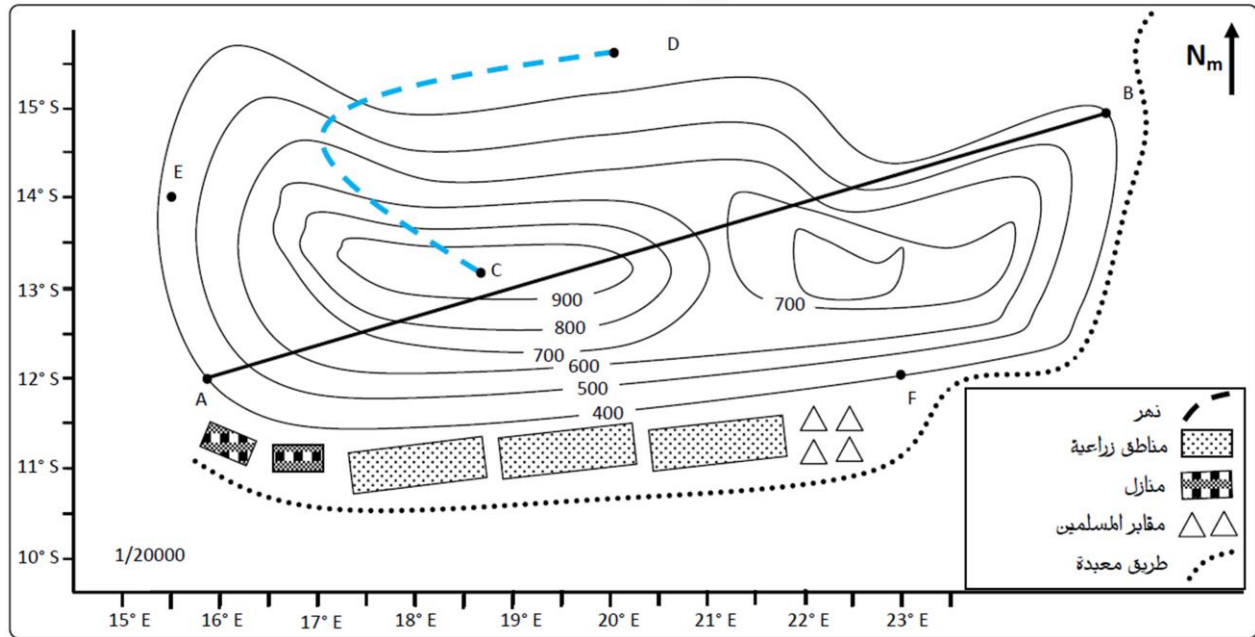 D
N_m
B
15° S
E
14° S
C
13° S
900
700
800
700
600
12° S
500
A
F
400
نهر
مناطق زراعية
منازل
مقابر المسلمين
طريق معبدة
11° S
10° S
1/20000
15° E 16° E 17° E 18° E 19° E 20° E 21° E 22° E 23° E